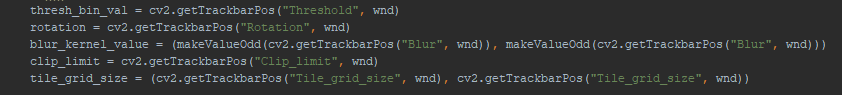 thresh_bin_val = cv2.getTrackbarPos("Threshold", wnd)
rotation = cv2.getTrackbarPos("Rotation", wnd)
blur_kernel_value = (makeValueOdd(cv2.getTrackbarPos("Blur", wnd)), makeValueOdd(cv2.getTrackbarPos("Blur", wnd)))
clip_limit = cv2.getTrackbarPos("Clip_limit", wnd)
tile_grid_size = (cv2.getTrackbarPos("Tile_grid_size", wnd), cv2.getTrackbarPos("Tile_grid_size", wnd))